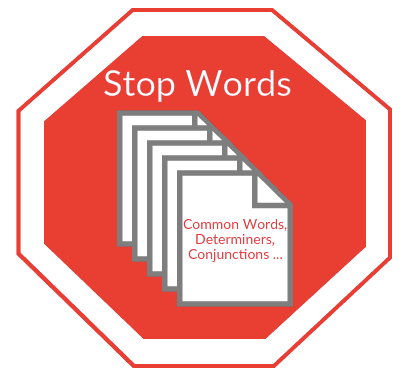 Stop Words
Common Words,
Determiners,
Conjunctions ...